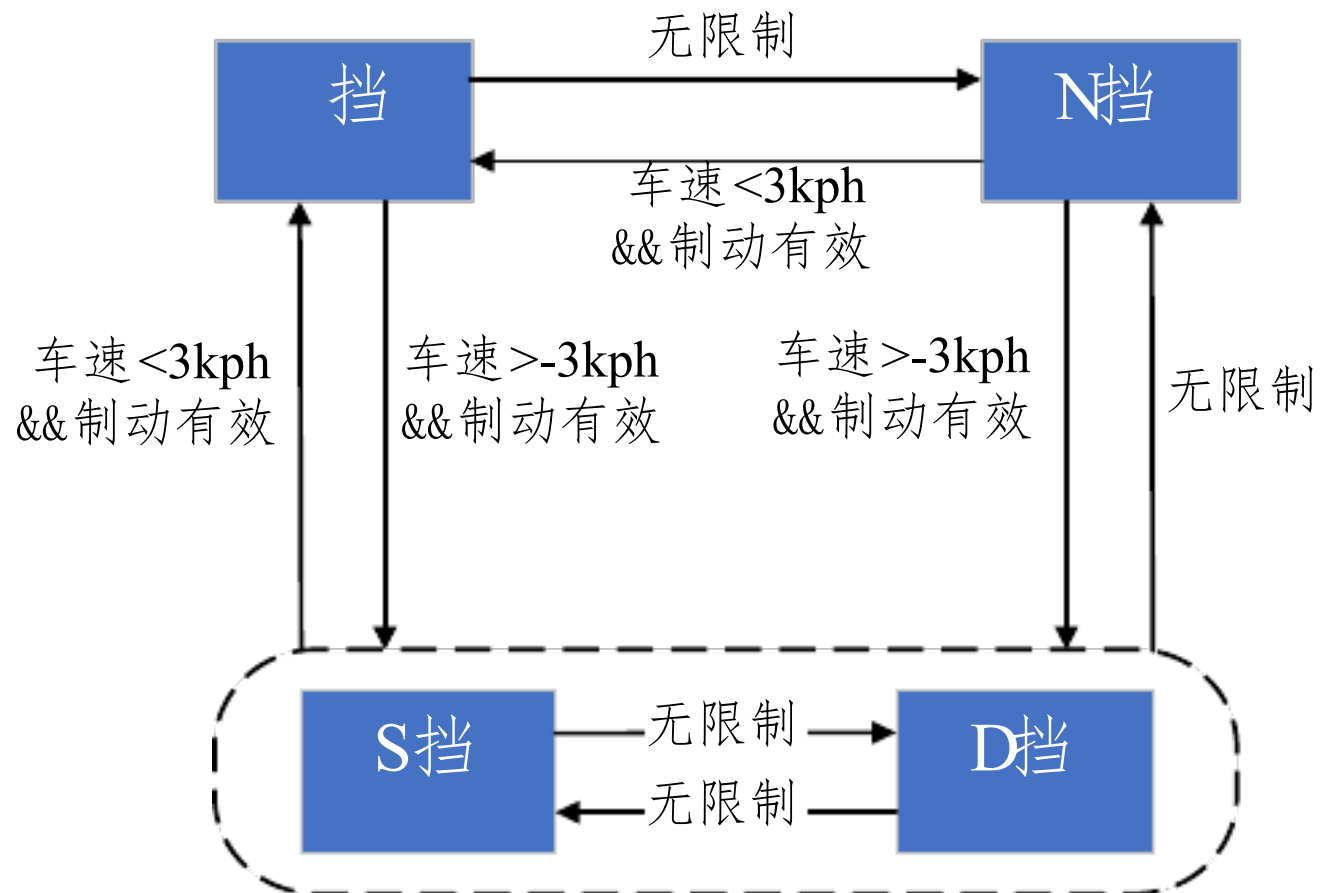 无限制
挡
N挡
车速<3kph
&&制动有效
车速<3kph
&&制动有效
车速>-3kph
&&制动有效
车速>-3kph
&&制动有效
无限制
S挡
无限制
D挡
无限制